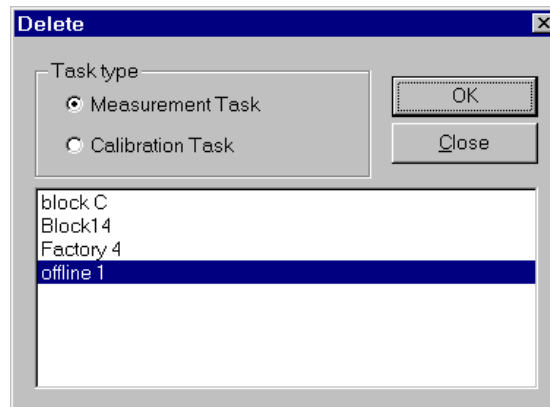 Delete
Task type
Measurement Task
Calibration Task
OK
Close
block C
Block14
Factory 4
offline 1